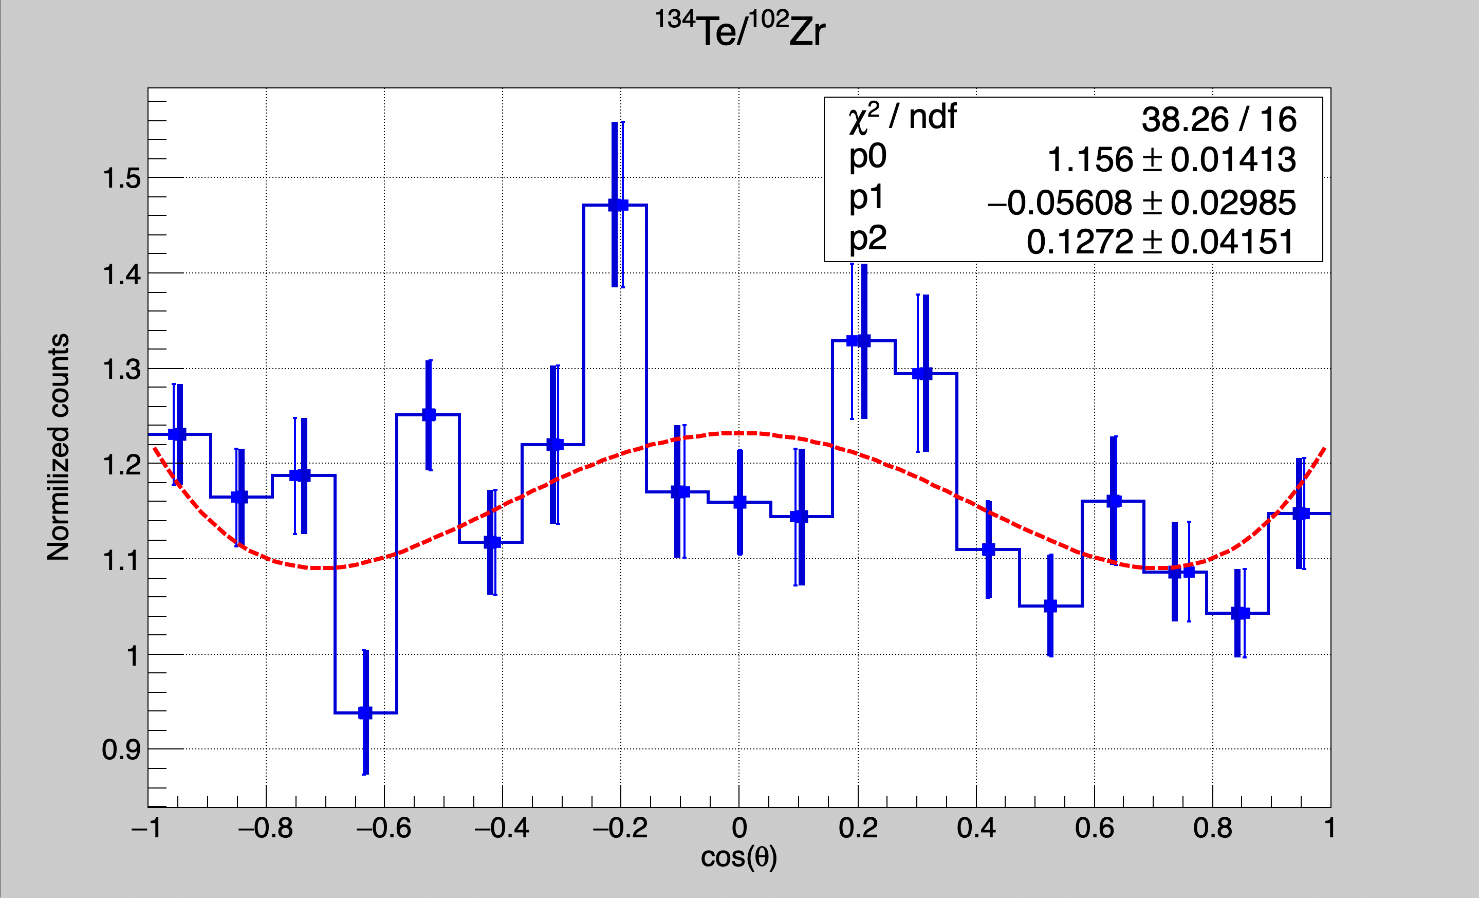 ¹³⁴Te/¹⁰²Zr
χ² / ndf 38.26 / 16
p0 1.156 ± 0.01413
p1 −0.05608 ± 0.02985
p2 0.1272 ± 0.04151
Normilized counts
1.5
1.4
1.3
1.2
1.1
1
0.9
−1 −0.8 −0.6 −0.4 −0.2 0 0.2 0.4 0.6 0.8 1
cos(θ)